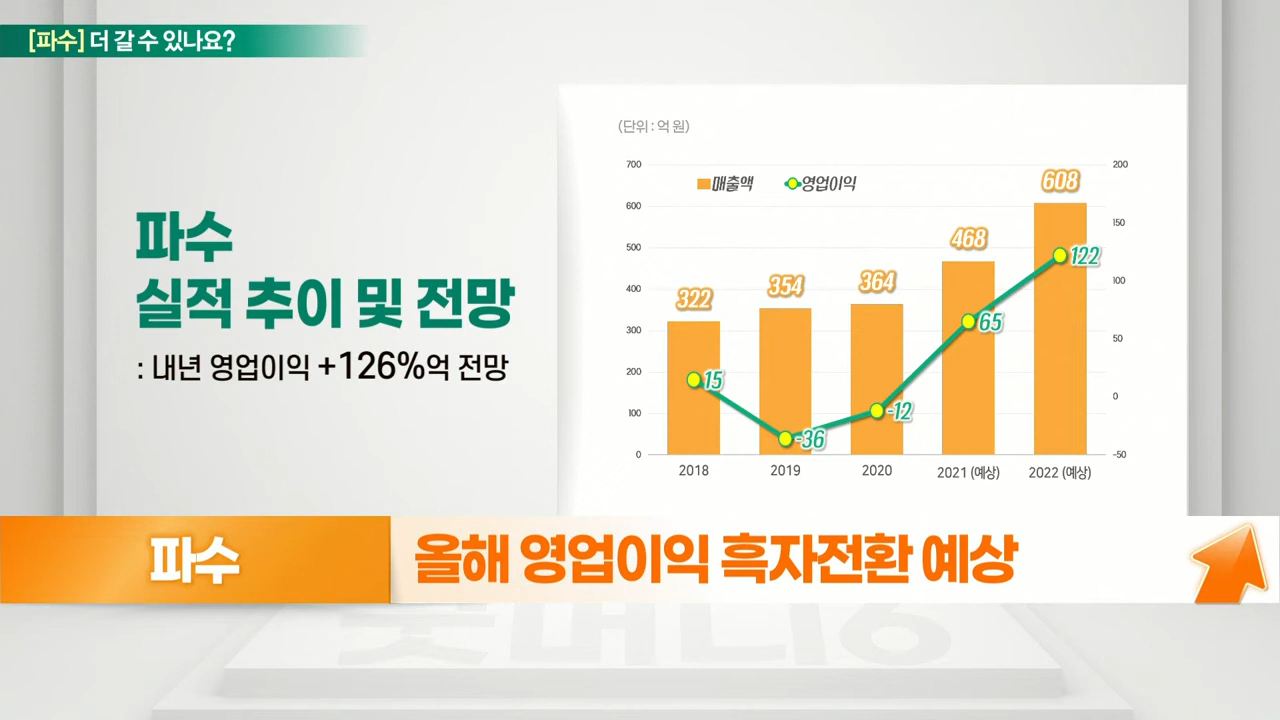 [파수] 더 갈 수 있나요?
파수
실적 추이 및 전망
: 내년 영업이익 +126%억 전망
(단위 : 억 원)
매출액 영업이익
700
600
500
400
300
200
100
0
200
150
100
50
0
-50
322
354
364
468
608
15
-36
-12
65
122
2018
2019
2020
2021 (예상)
2022 (예상)
파수
올해 영업이익 흑자전환 예상
굿머니6